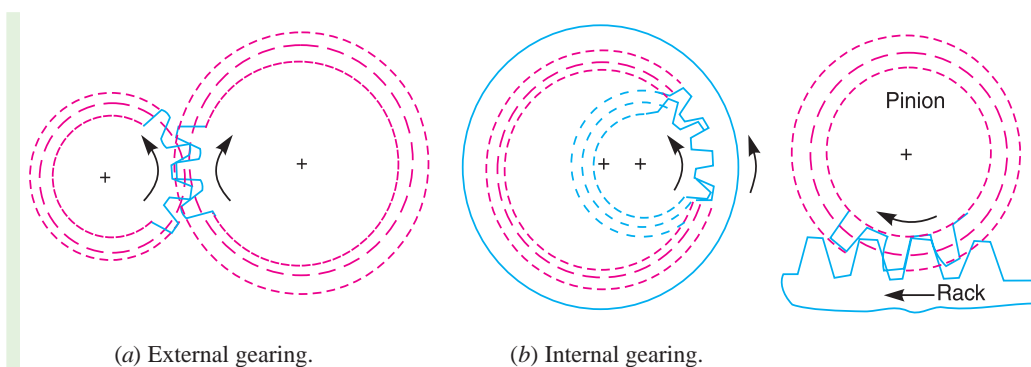 Pinion
Rack
(a) External gearing.
(b) Internal gearing.